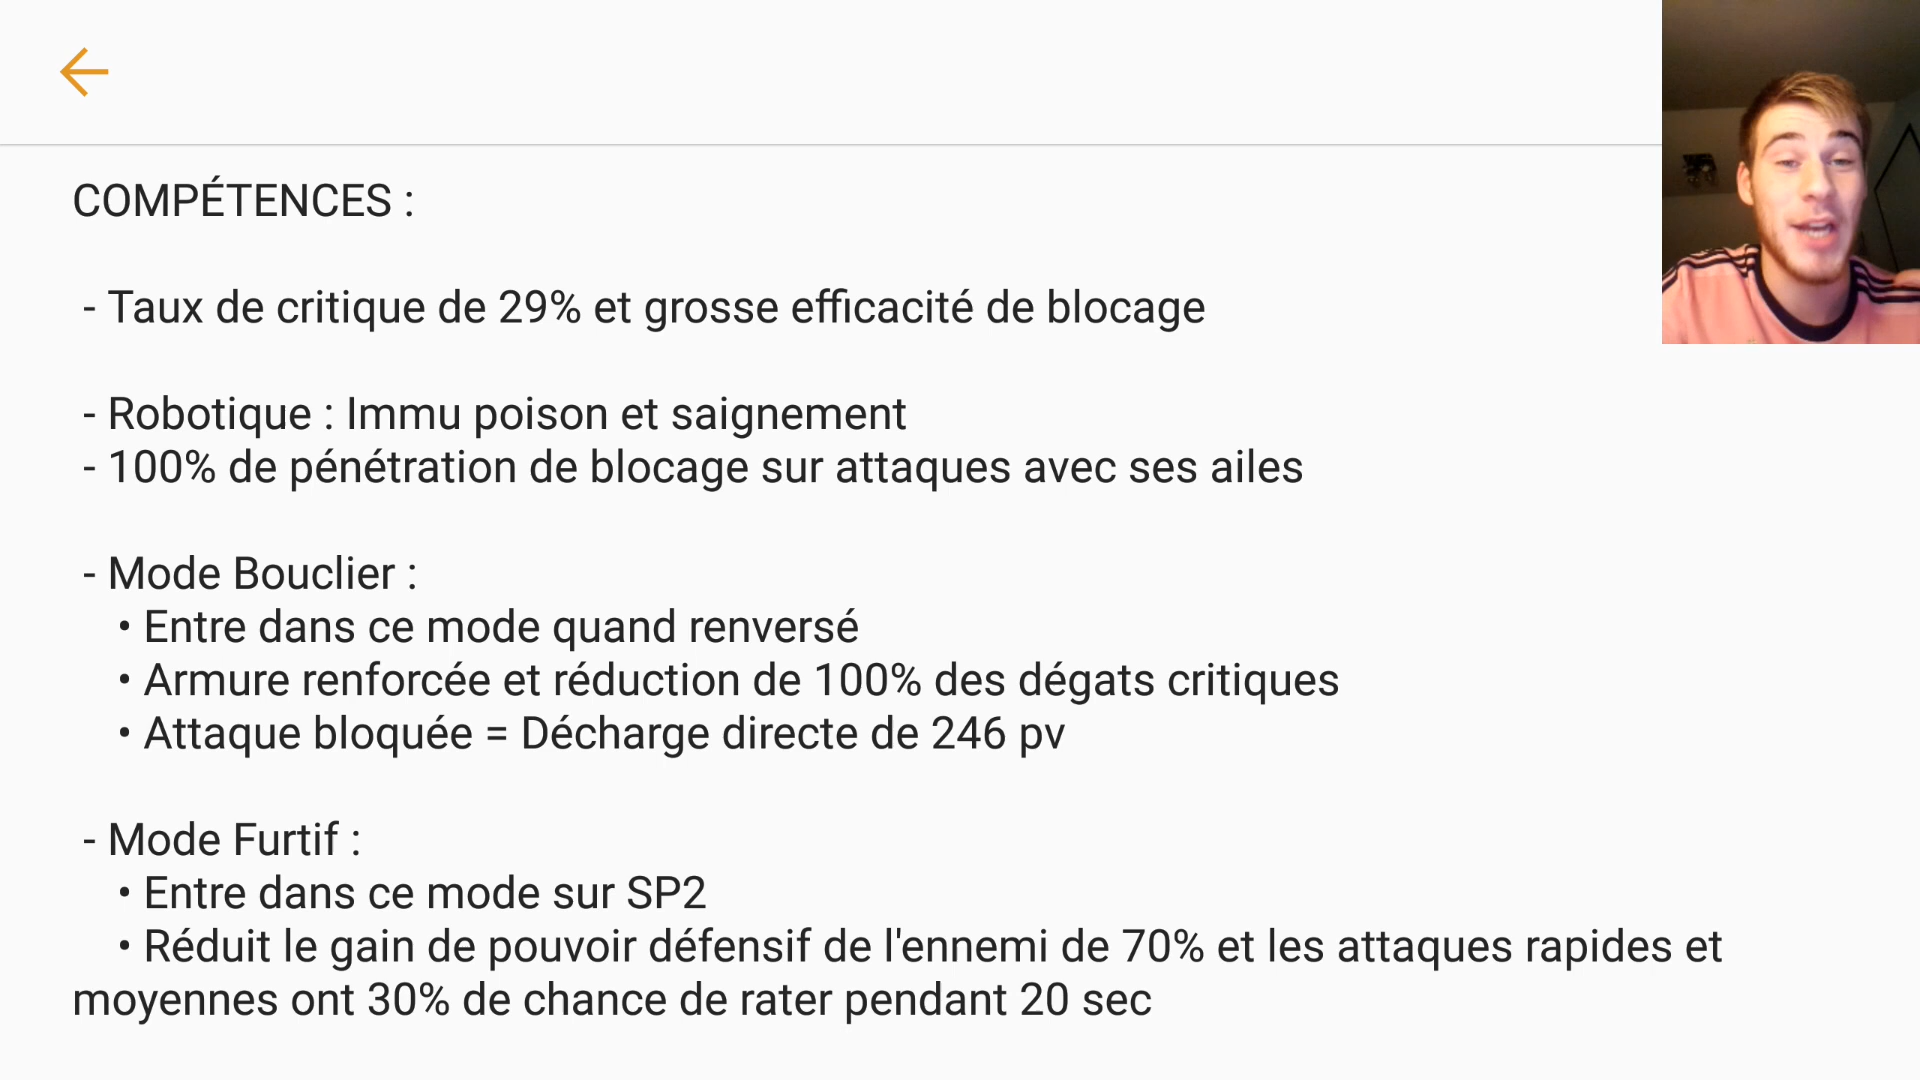 COMPÉTENCES :
- Taux de critique de 29% et grosse efficacité de blocage
- Robotique : Immu poison et saignement
- 100% de pénétration de blocage sur attaques avec ses ailes
- Mode Bouclier :
• Entre dans ce mode quand renversé
• Armure renforcée et réduction de 100% des dégats critiques
• Attaque bloquée = Décharge directe de 246 pv
- Mode Furtif :
• Entre dans ce mode sur SP2
• Réduit le gain de pouvoir défensif de l'ennemi de 70% et les attaques rapides et
moyennes ont 30% de chance de rater pendant 20 sec